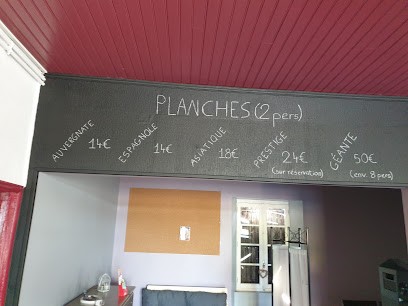 PLANCHES (2 pers)
AUVERGNATE 14€
ESPAGNOLE 14€
ASIATIQUE 18€
PRESTIGE 24€
(sur réservation)
GÉANTE 50€
(env. 8 pers)